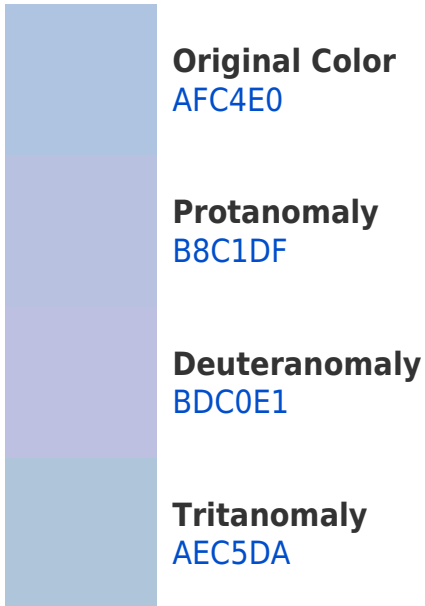 Original Color
AFC4E0
Protanomaly
B8C1DF
Deuteranomaly
BDC0E1
Tritanomaly
AEC5DA